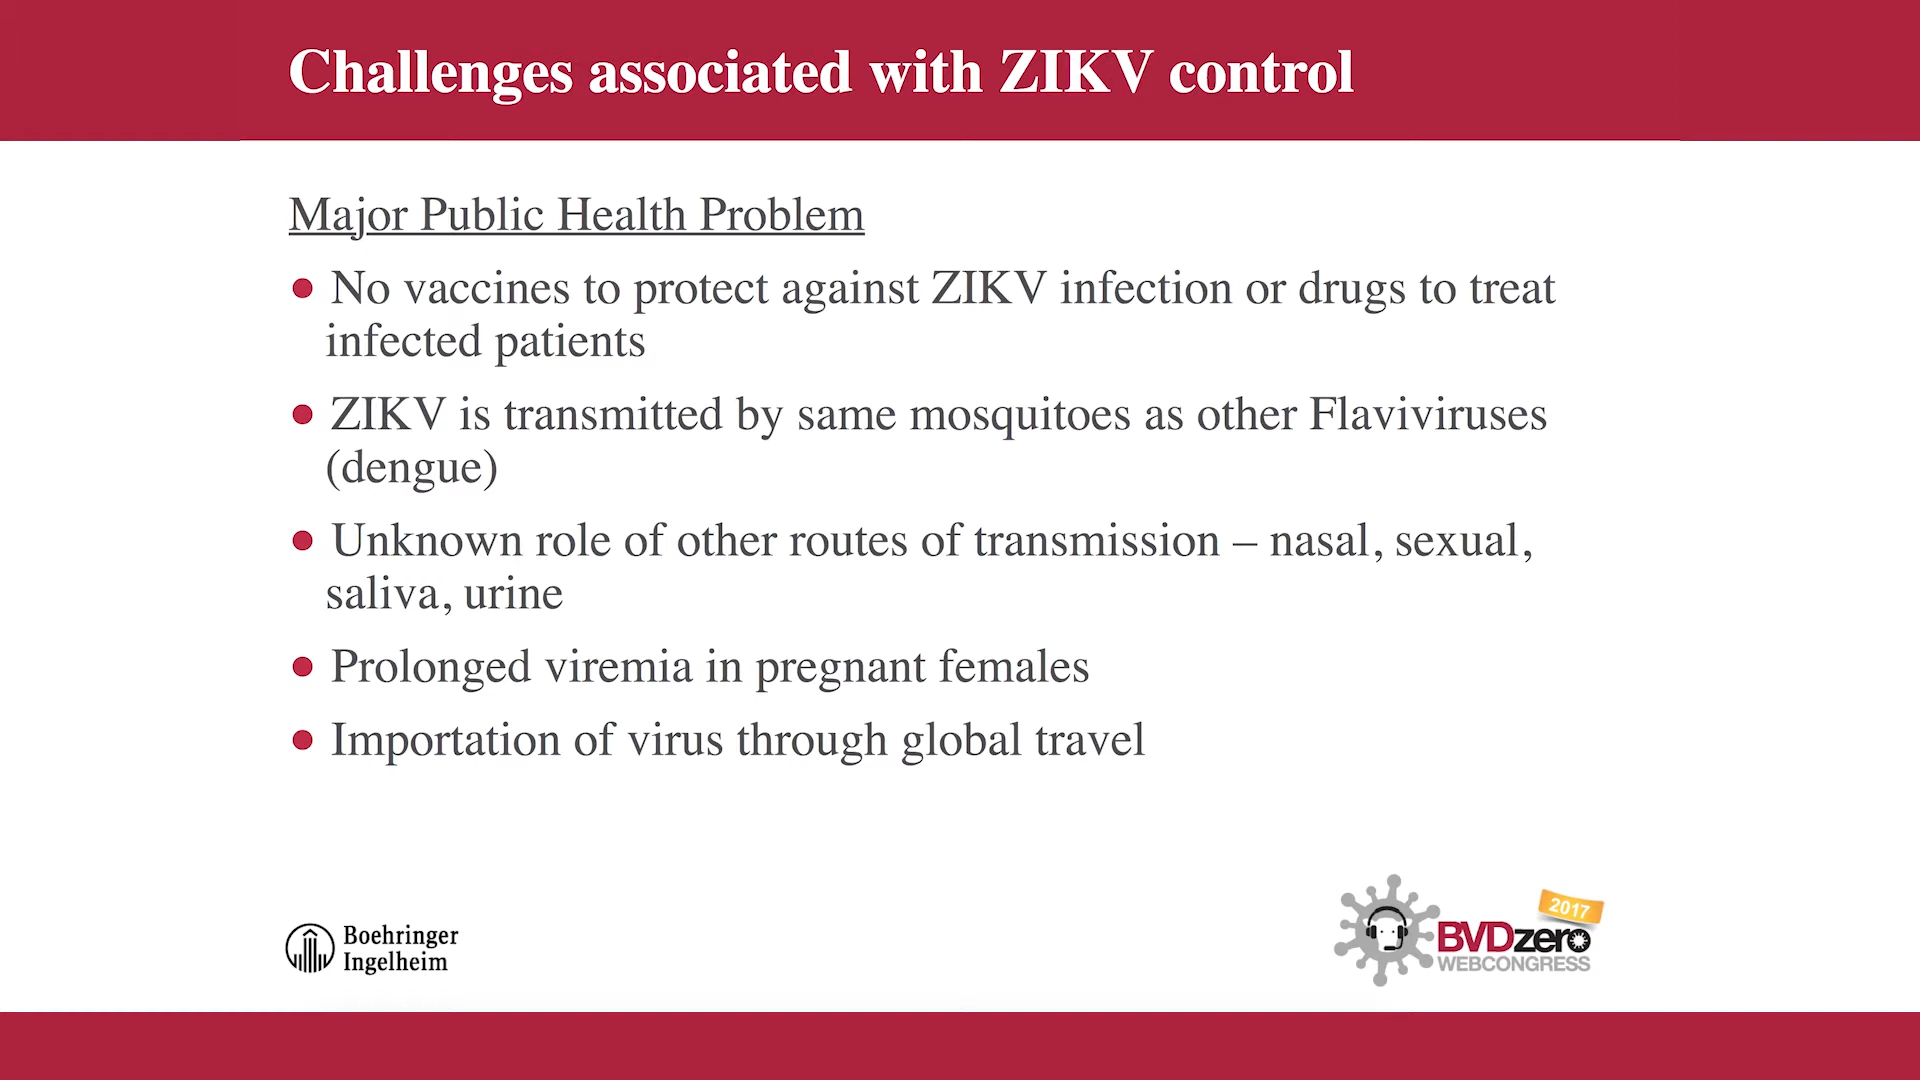 Challenges associated with ZIKV control
Major Public Health Problem
● No vaccines to protect against ZIKV infection or drugs to treat
infected patients
● ZIKV is transmitted by same mosquitoes as other Flaviviruses
(dengue)
● Unknown role of other routes of transmission – nasal, sexual,
saliva, urine
● Prolonged viremia in pregnant females
● Importation of virus through global travel
Boehringer
Ingelheim
2017
BVDzero
WEBCONGRESS